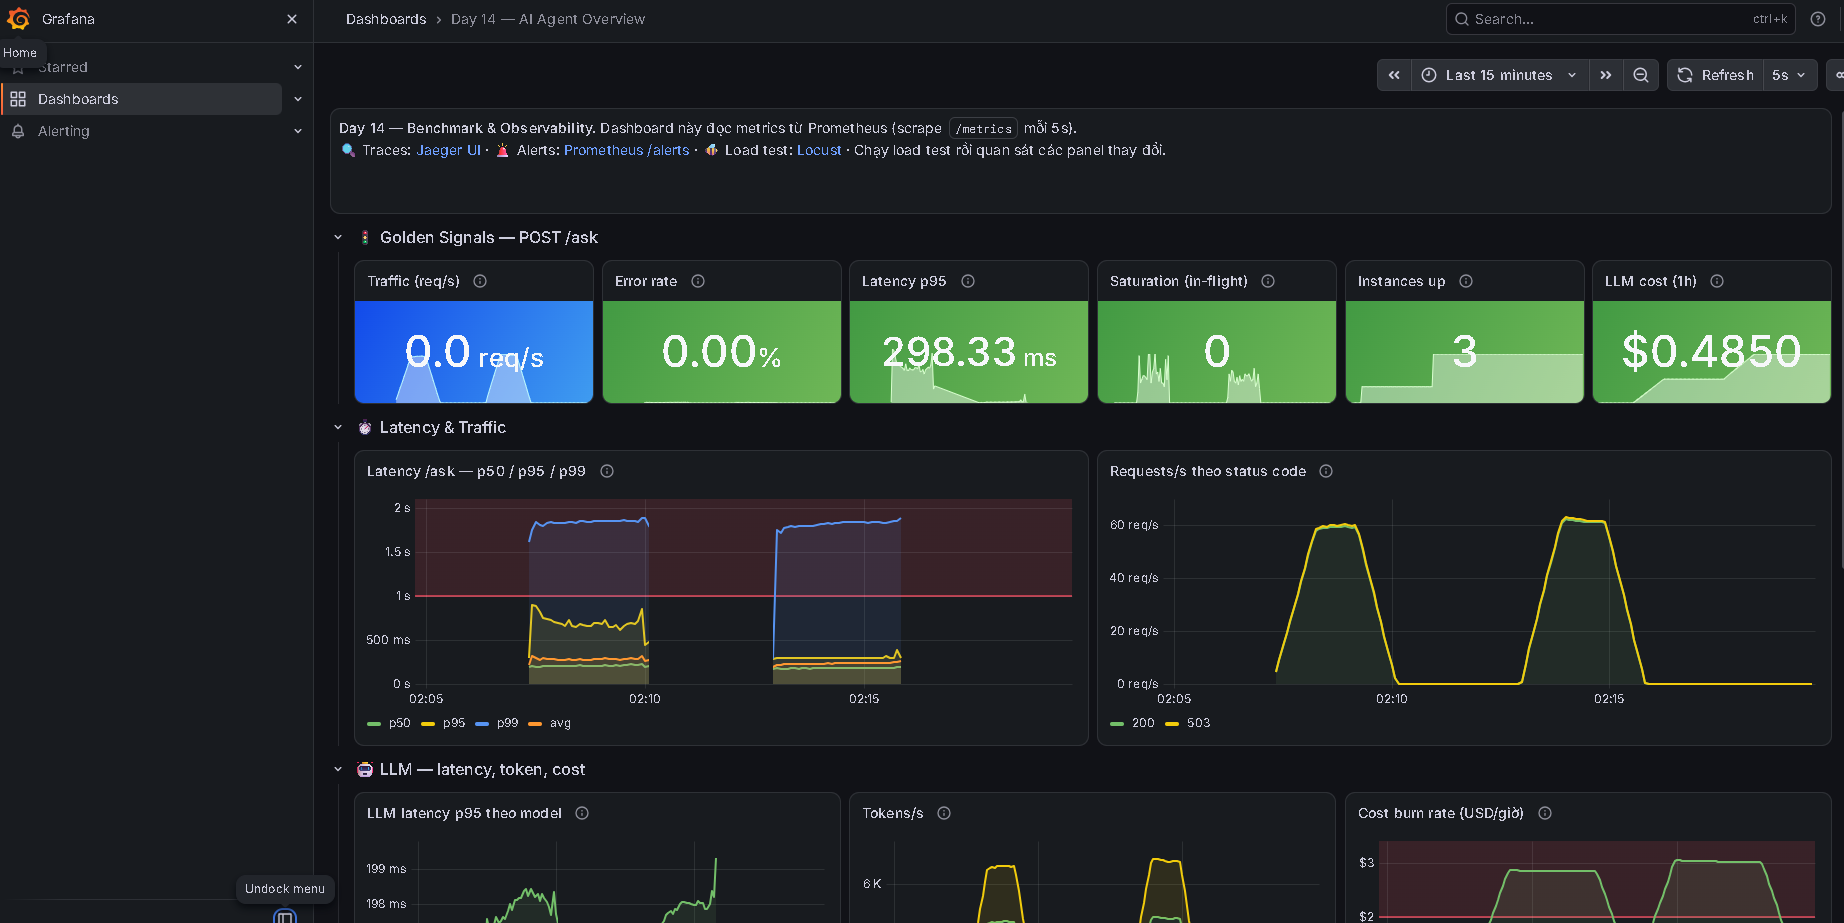 Grafana
Dashboards › Day 14 — AI Agent Overview
Search...
ctrl+k
Home
Starred
Dashboards
Alerting
Last 15 minutes
Refresh
5s
Day 14 — Benchmark & Observability. Dashboard này đọc metrics từ Prometheus (scrape /metrics mỗi 5s).
Traces: Jaeger UI · Alerts: Prometheus /alerts · Load test: Locust · Chạy load test rồi quan sát các panel thay đổi.
Golden Signals — POST /ask
Traffic (req/s)
0.0 req/s
Error rate
0.00%
Latency p95
298.33 ms
Saturation (in-flight)
0
Instances up
3
LLM cost (1h)
$0.4850
Latency & Traffic
Latency /ask — p50 / p95 / p99
2 s
1.5 s
1 s
500 ms
0 s
02:05
02:10
02:15
p50
p95
p99
avg
Requests/s theo status code
60 req/s
40 req/s
20 req/s
0 req/s
02:05
02:10
02:15
200
503
LLM — latency, token, cost
LLM latency p95 theo model
199 ms
198 ms
Tokens/s
6 K
Cost burn rate (USD/giờ)
$3
$2
Undock menu